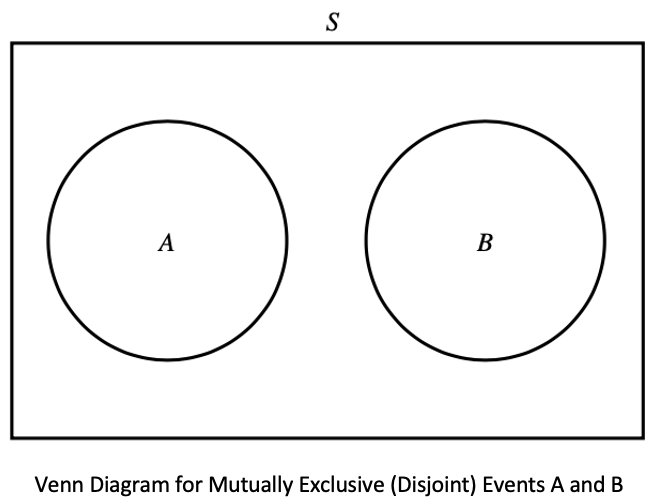 S
A
B
Venn Diagram for Mutually Exclusive (Disjoint) Events A and B